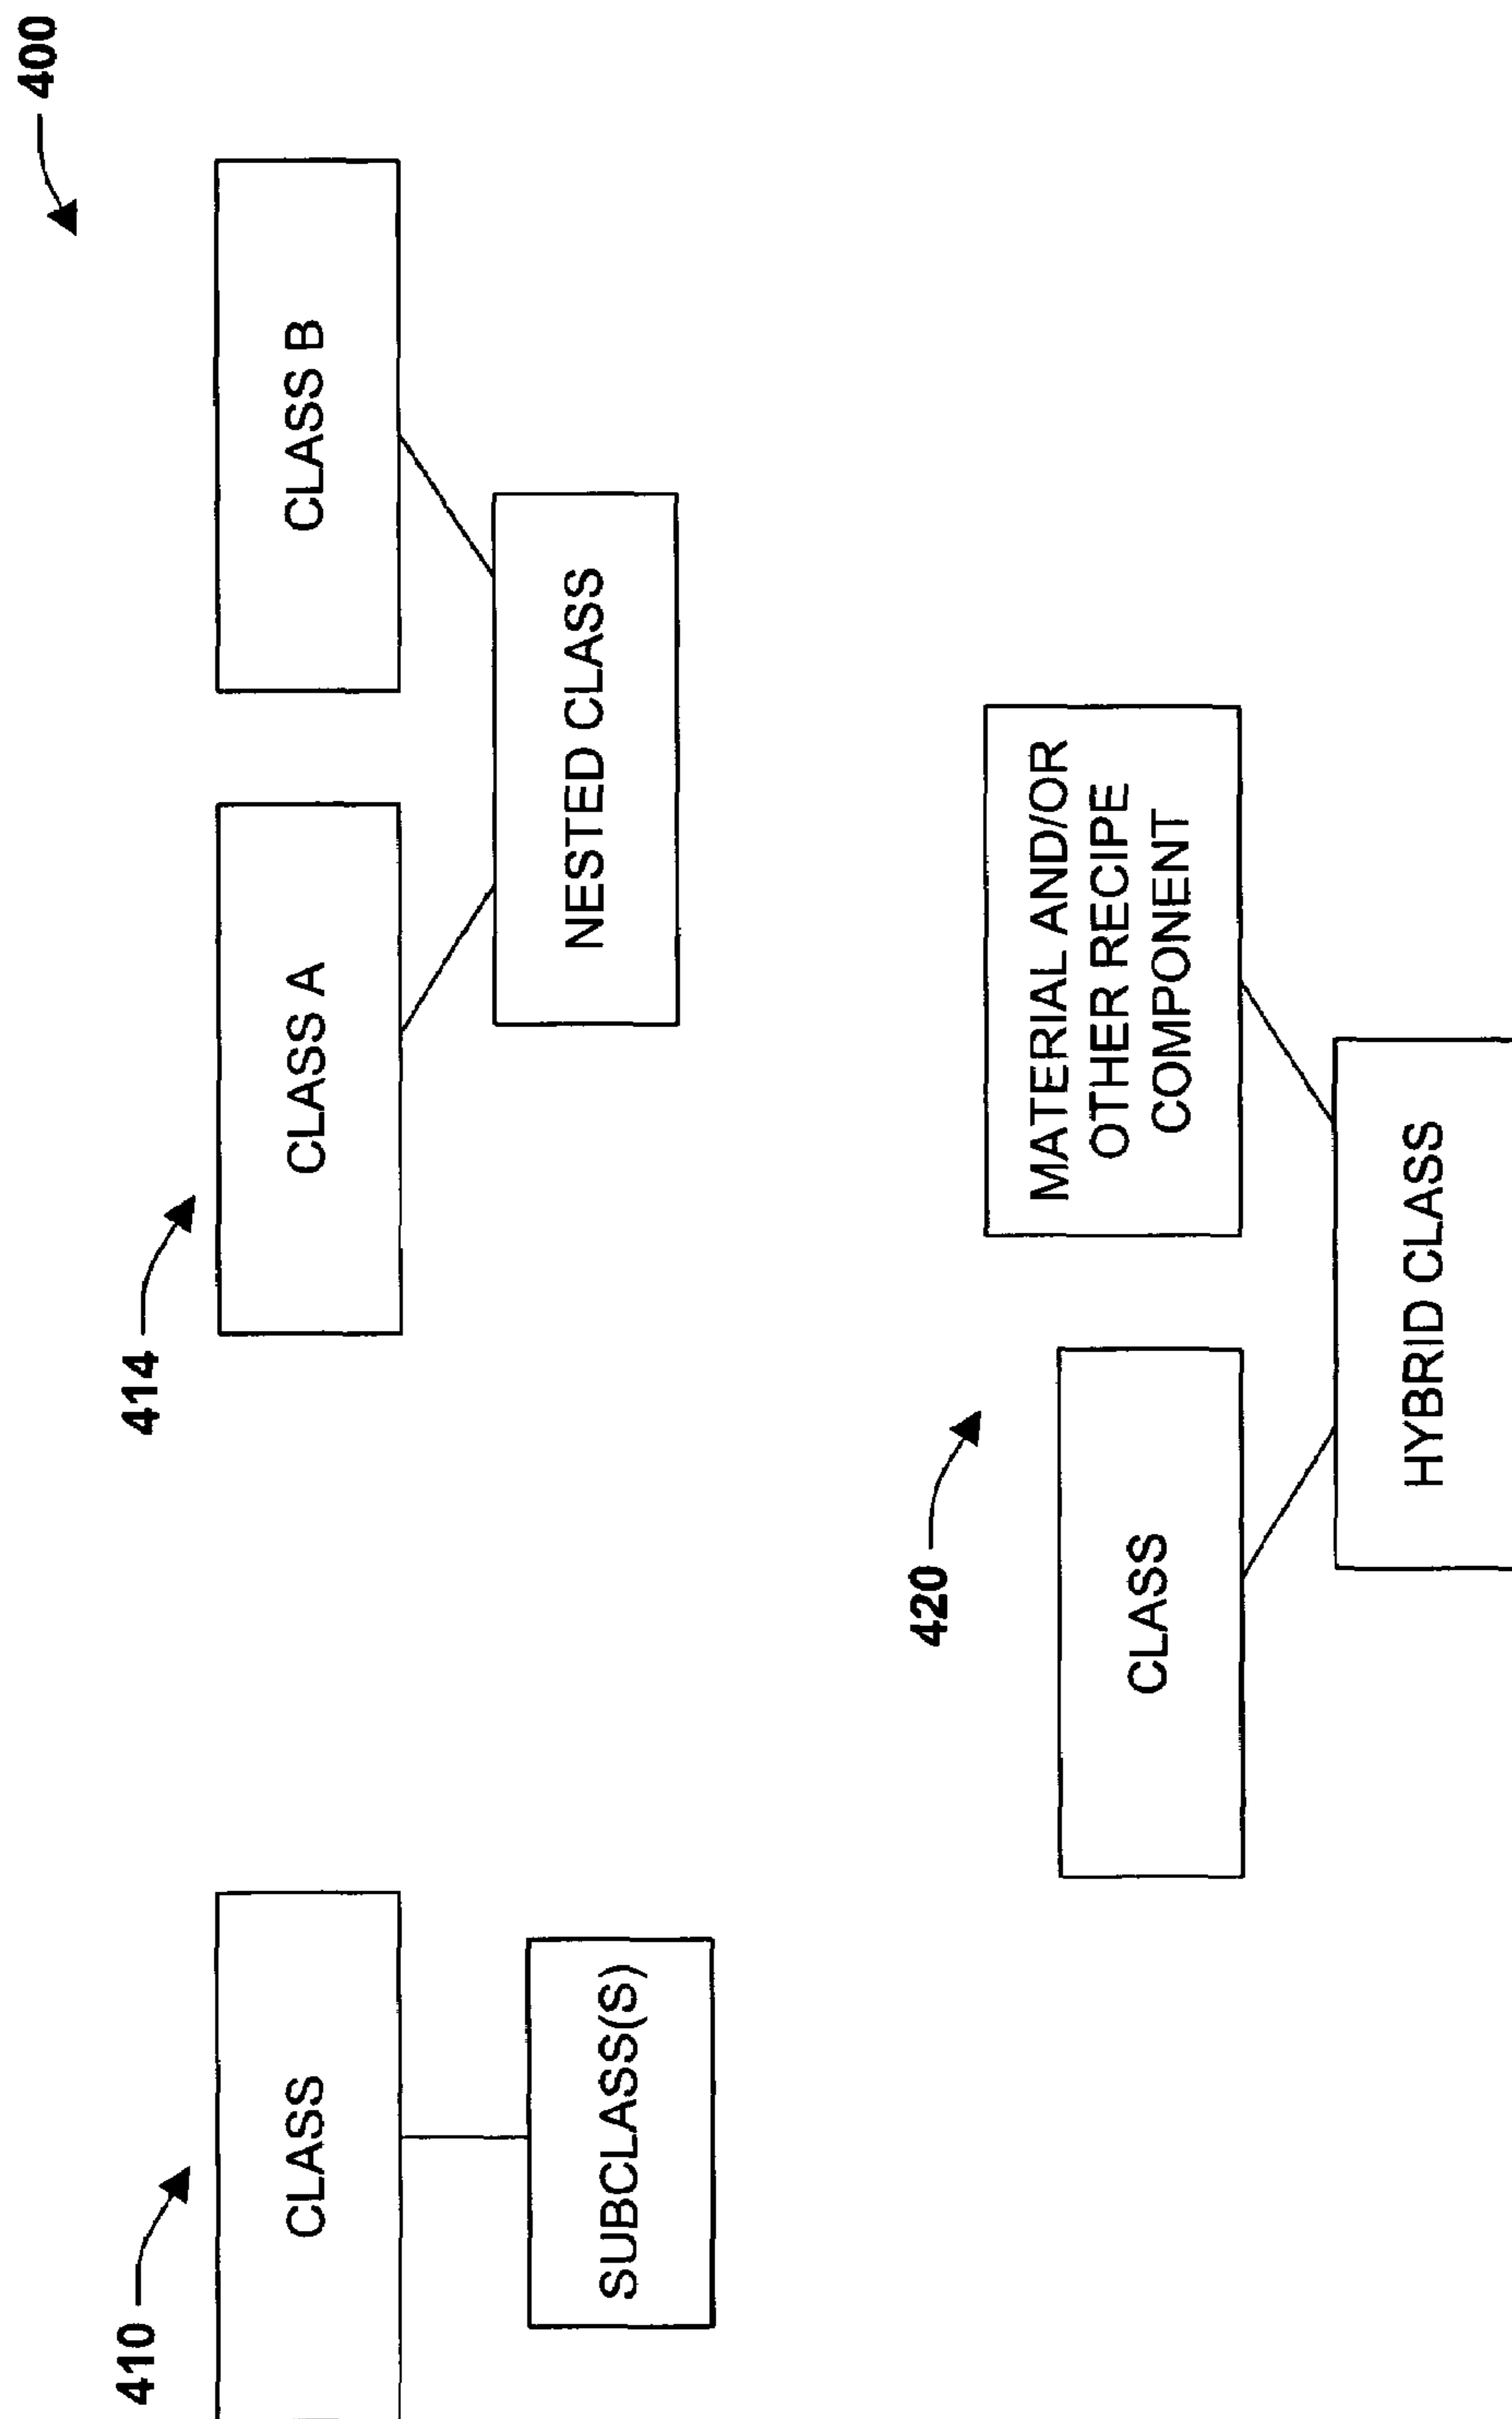 400
410
CLASS
SUBCLASS(S)
414
CLASS A
CLASS B
NESTED CLASS
420
CLASS
MATERIAL AND/OR
OTHER RECIPE
COMPONENT
HYBRID CLASS